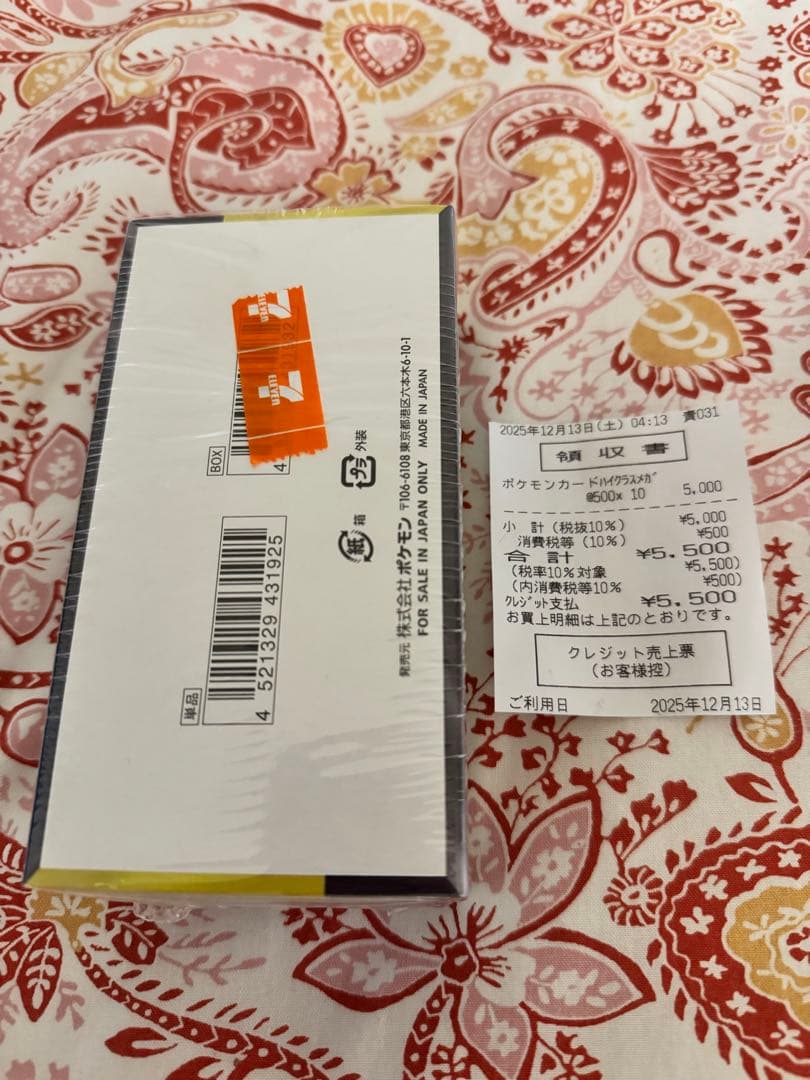 BOX
単品
4 521329 431925
プラ 外装
紙 箱
発売元 株式会社 ポケモン 〒106-6108 東京都港区六本木6-10-1
FOR SALE IN JAPAN ONLY MADE IN JAPAN
2025年12月13日(土) 04:13 責031
領収書
ポケモンカードハイクラスメガ
@500x 10 5,000
小 計 (税抜10%) ¥5,000
消費税等 (10%) ¥500
合 計 ¥5,500
(税率10%対象 ¥5,500)
(内消費税等10% ¥500)
クレジット支払 ¥5,500
お買上明細は上記のとおりです。
クレジット売上票
(お客様控)
ご利用日 2025年12月13日